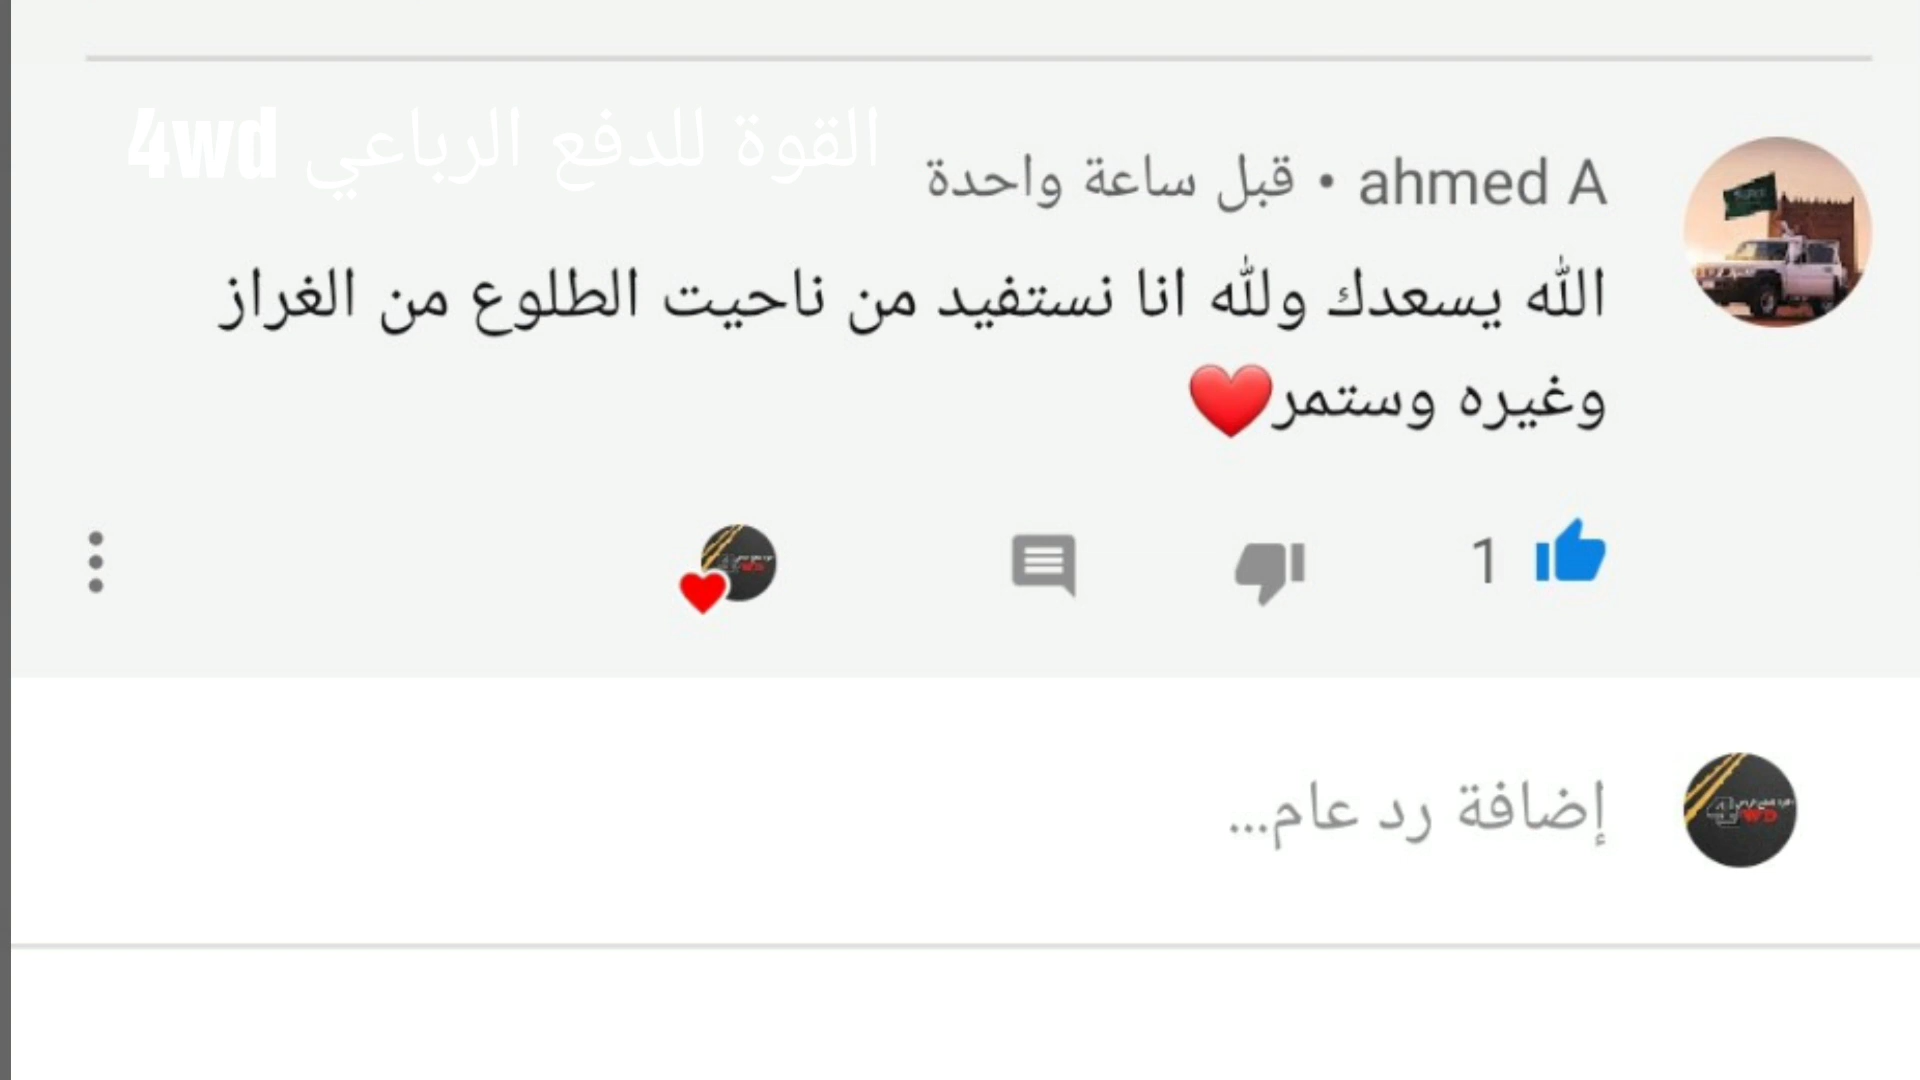 القوة للدفع الرباعي 4wd
ahmed A • قبل ساعة واحدة
الله يسعدك ولله انا نستفيد من ناحيت الطلوع من الغراز
وغيره وستمر❤️
1
إضافة رد عام...
4WD